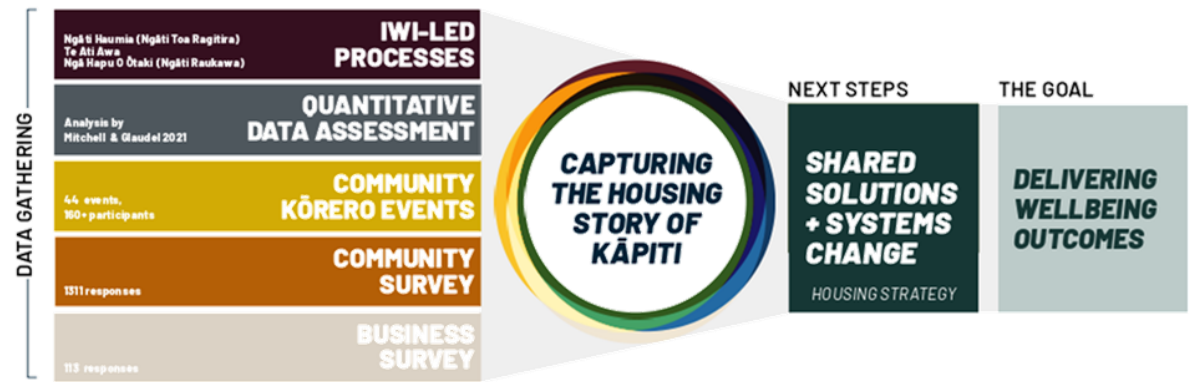 DATA GATHERING
Ngāti Haumia (Ngāti Toa Ragitira)
Te Ati Awa
Ngā Hapu O Ōtaki (Ngāti Raukawa)
IWI-LED
PROCESSES
Analysis by
Mitchell & Glaudel 2021
QUANTITATIVE
DATA ASSESSMENT
44 events,
160+ participants
COMMUNITY
KŌRERO EVENTS
1311 responses
COMMUNITY
SURVEY
113 responses
BUSINESS
SURVEY
CAPTURING
THE HOUSING
STORY OF
KĀPITI
NEXT STEPS
SHARED
SOLUTIONS
+ SYSTEMS
CHANGE
HOUSING STRATEGY
THE GOAL
DELIVERING
WELLBEING
OUTCOMES